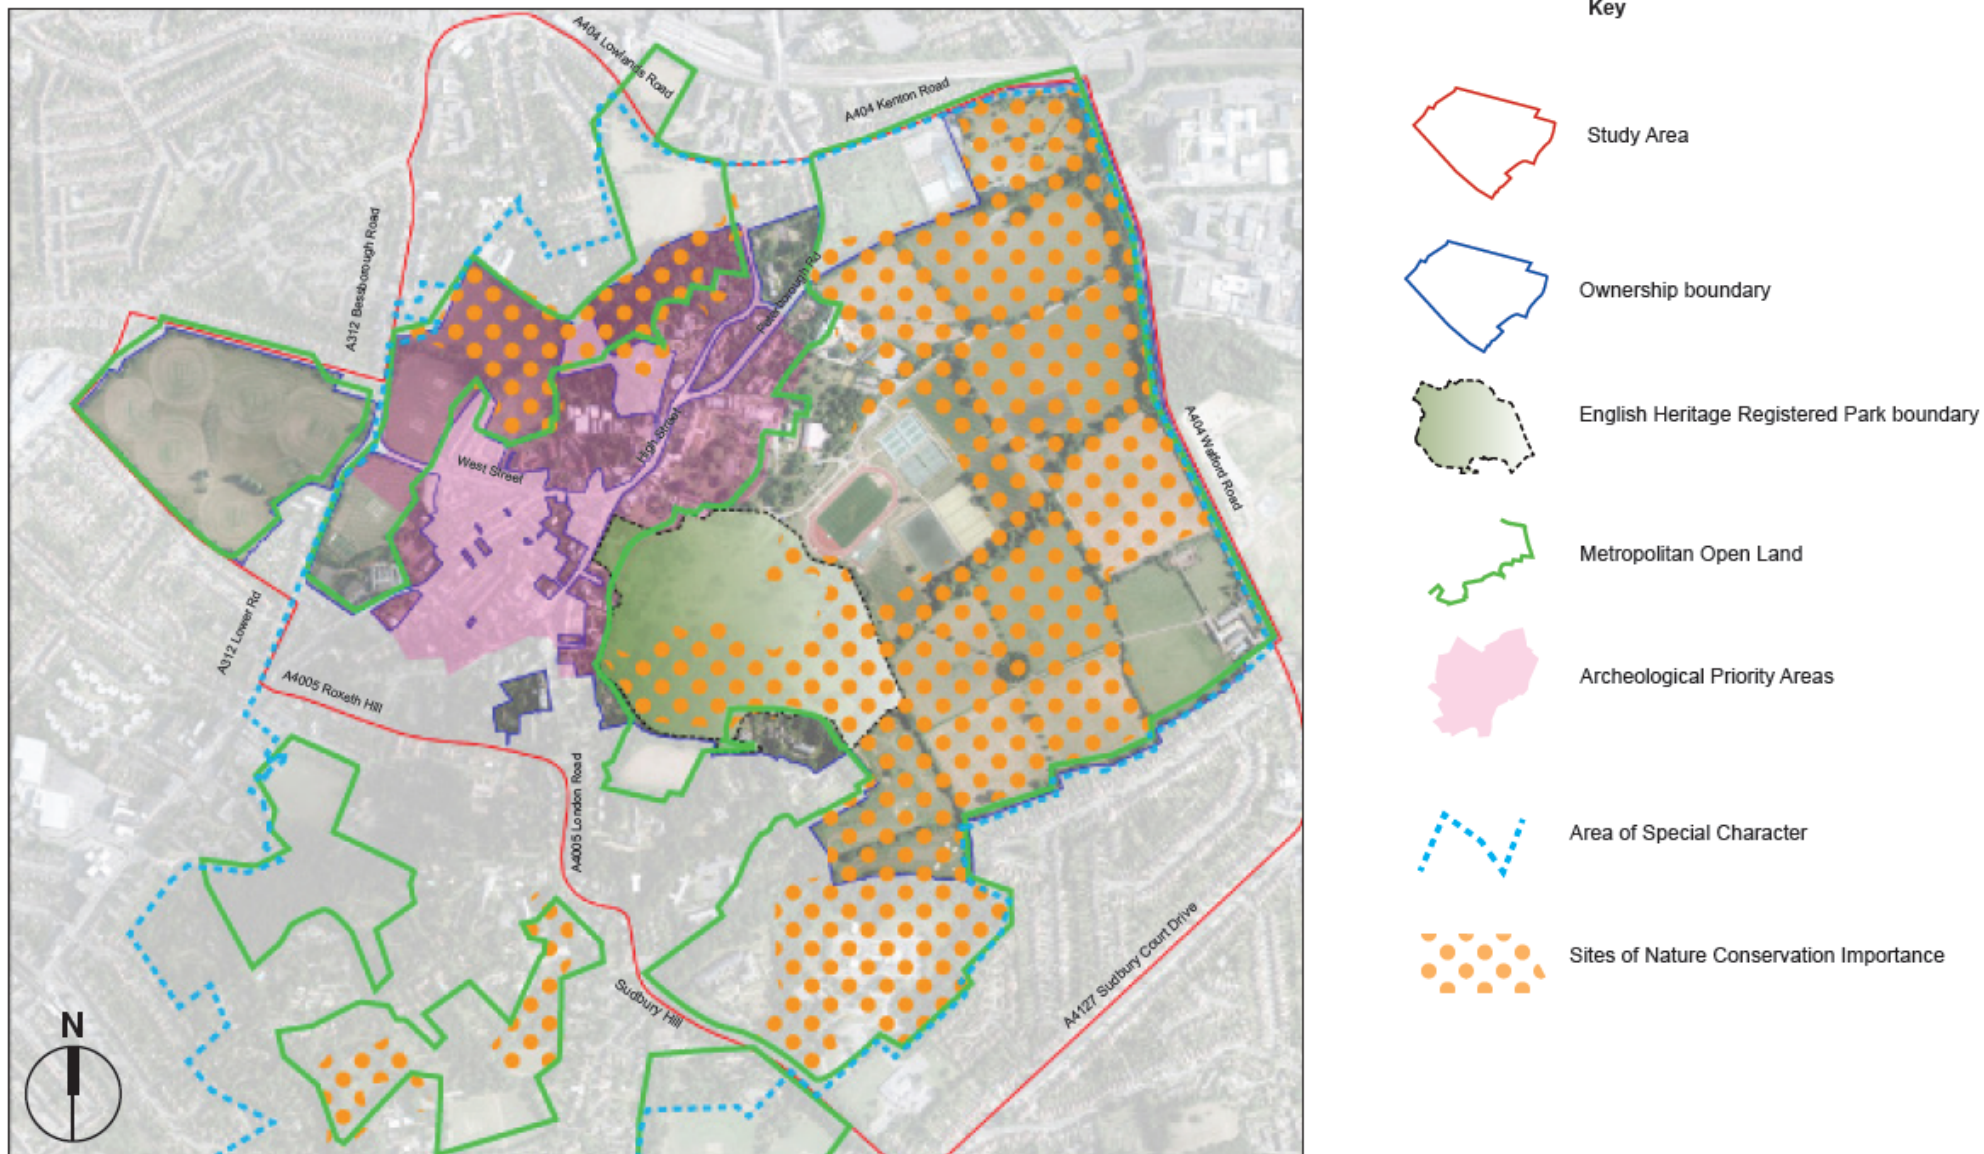 Key
A404 Lowlands Road
A404 Kenton Road
Study Area
A312 Bessborough Road
Peterborough Rd
Ownership boundary
English Heritage Registered Park boundary
High Street
West Street
A404 Watford Road
Metropolitan Open Land
A312 Lower Rd
A4005 Roxeth Hill
Archeological Priority Areas
A4005 London Road
Area of Special Character
Sudbury Hill
A4127 Sudbury Court Drive
Sites of Nature Conservation Importance
N